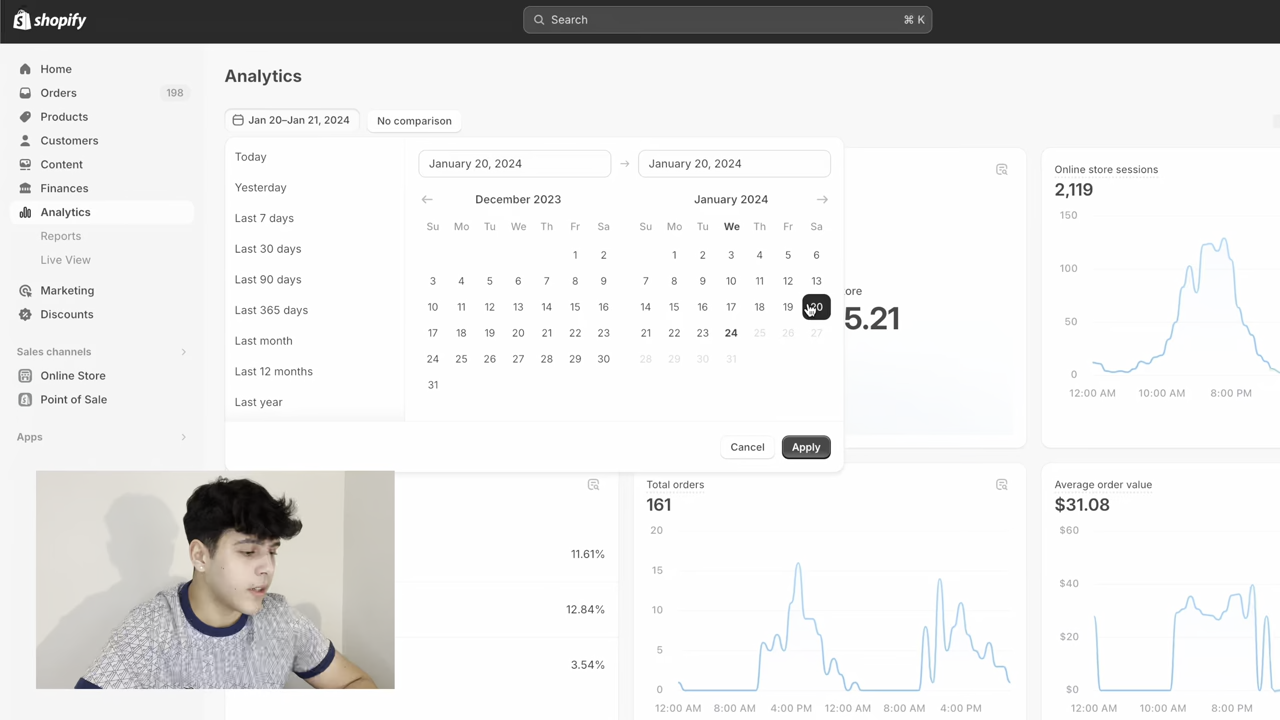 shopify
Search
⌘ K
Home
Orders
198
Products
Customers
Content
Finances
Analytics
Reports
Live View
Marketing
Discounts
Sales channels
Online Store
Point of Sale
Apps
Analytics
Jan 20–Jan 21, 2024
No comparison
Today
Yesterday
Last 7 days
Last 30 days
Last 90 days
Last 365 days
Last month
Last 12 months
Last year
January 20, 2024
January 20, 2024
December 2023
Su Mo Tu We Th Fr Sa
1 2
3 4 5 6 7 8 9
10 11 12 13 14 15 16
17 18 19 20 21 22 23
24 25 26 27 28 29 30
31
January 2024
Su Mo Tu We Th Fr Sa
1 2 3 4 5 6
7 8 9 10 11 12 13
14 15 16 17 18 19 20
21 22 23 24 25 26 27
28 29 30 31
Cancel
Apply
ore
5.21
Online store sessions
2,119
150
100
50
0
12:00 AM 10:00 AM 8:00 PM
11.61%
12.84%
3.54%
Total orders
161
20
15
10
5
0
12:00 AM 8:00 AM 4:00 PM 12:00 AM 8:00 AM 4:00 PM
Average order value
$31.08
$60
$40
$20
$0
12:00 AM 10:00 AM 8:00 PM